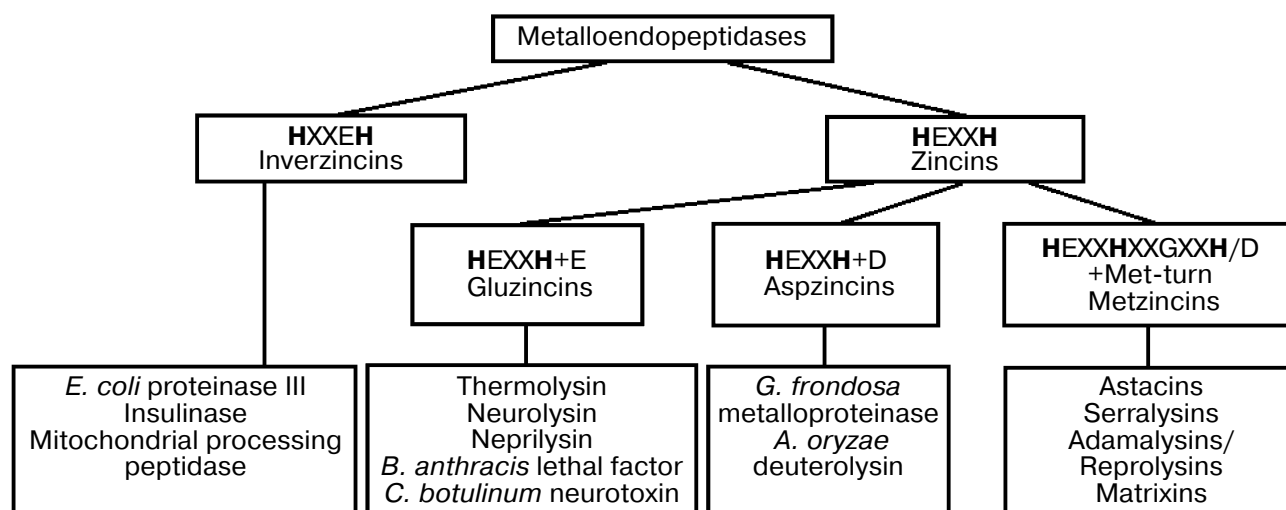 Metalloendopeptidases
HXXEH
Inverzincins
HEXXH
Zincins
HEXXH+E
Gluzincins
HEXXH+D
Aspzincins
HEXXHXXGXXH/D
+Met-turn
Metzincins
E. coli proteinase III
Insulinase
Mitochondrial processing
peptidase
Thermolysin
Neurolysin
Neprilysin
B. anthracis lethal factor
C. botulinum neurotoxin
G. frondosa
metalloproteinase
A. oryzae
deuterolysin
Astacins
Serralysins
Adamalysins/
Reprolysins
Matrixins